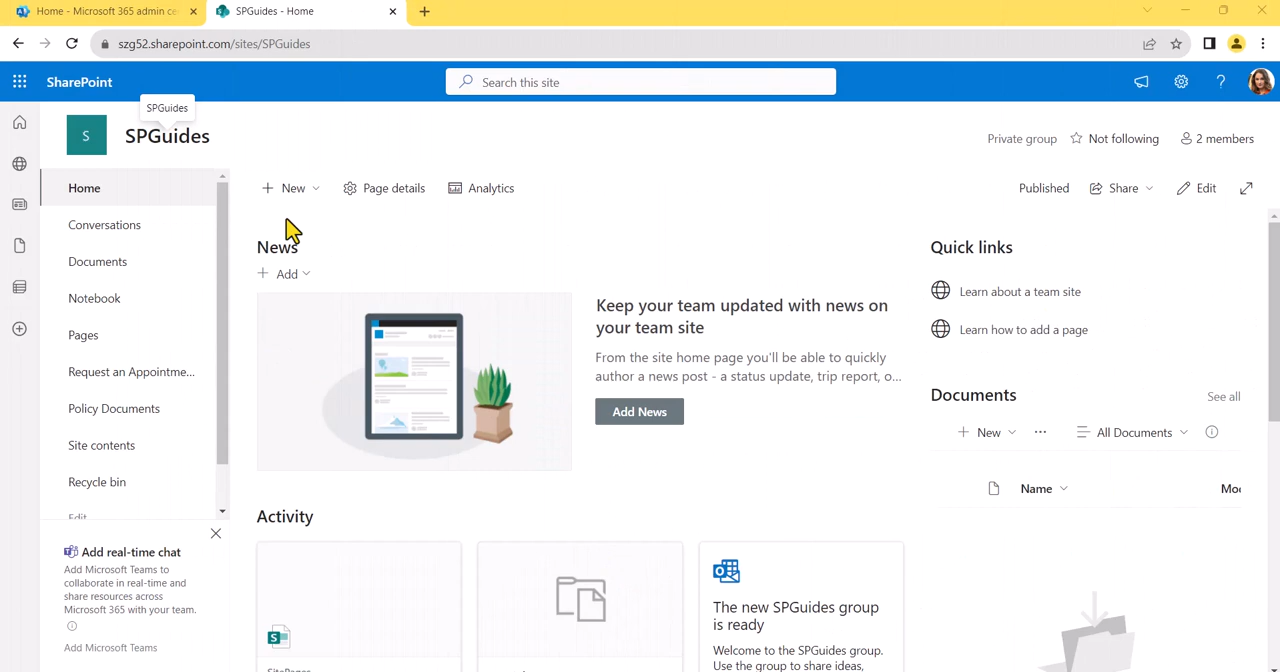 Home - Microsoft 365 admin ce
SPGuides - Home
szg52.sharepoint.com/sites/SPGuides
SharePoint
Search this site
SPGuides
S
SPGuides
Private group
Not following
2 members
Home
Conversations
Documents
Notebook
Pages
Request an Appointme...
Policy Documents
Site contents
Recycle bin
Edit
Add real-time chat
Add Microsoft Teams to
collaborate in real-time and
share resources across
Microsoft 365 with your team.
Add Microsoft Teams
New
Page details
Analytics
Published
Share
Edit
News
Add
Keep your team updated with news on
your team site
From the site home page you'll be able to quickly
author a news post - a status update, trip report, o...
Add News
Activity
S
SitePages
The new SPGuides group
is ready
Welcome to the SPGuides group.
Use the group to share ideas,
Quick links
Learn about a team site
Learn how to add a page
Documents
See all
New
All Documents
Name
Mo